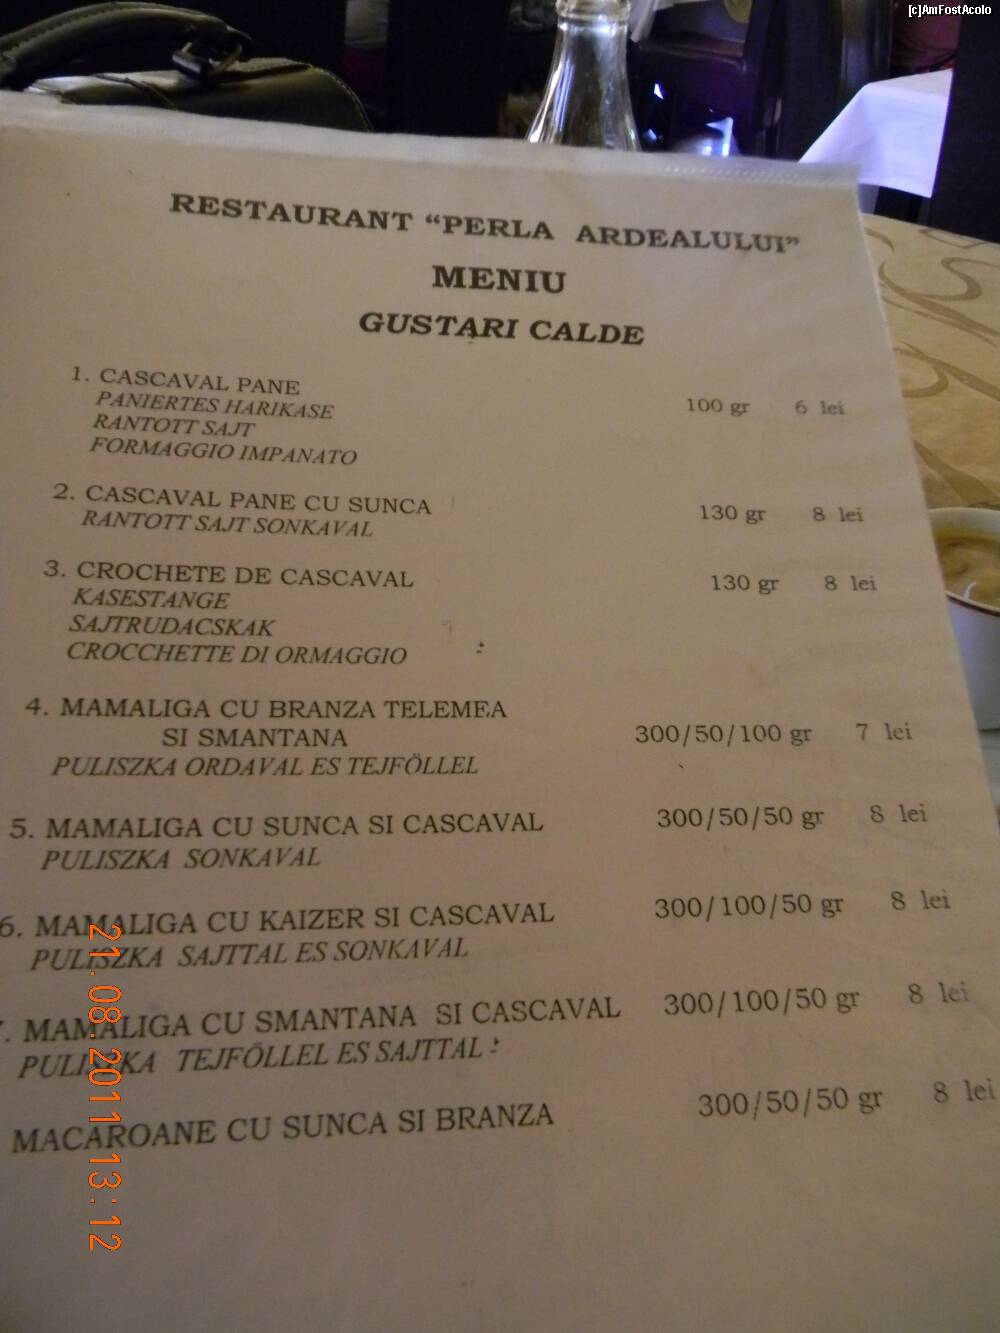 [c]AmFostAcolo
RESTAURANT “PERLA ARDEALULUI”
MENIU
GUSTARI CALDE
1. CASCAVAL PANE 100 gr 6 lei
PANIERTES HARIKASE
RANTOTT SAJT
FORMAGGIO IMPANATO
2. CASCAVAL PANE CU SUNCA 130 gr 8 lei
RANTOTT SAJT SONKAVAL
3. CROCHETE DE CASCAVAL 130 gr 8 lei
KASESTANGE
SAJTRUDACSKAK
CROCCHETTE DI ORMAGGIO
4. MAMALIGA CU BRANZA TELEMEA
SI SMANTANA 300/50/100 gr 7 lei
PULISZKA ORDAVAL ES TEJFÖLLEL
5. MAMALIGA CU SUNCA SI CASCAVAL 300/50/50 gr 8 lei
PULISZKA SONKAVAL
6. MAMALIGA CU KAIZER SI CASCAVAL 300/100/50 gr 8 lei
PULISZKA SAJTTAL ES SONKAVAL
. MAMALIGA CU SMANTANA SI CASCAVAL 300/100/50 gr 8 lei
PULISZKA TEJFÖLLEL ES SAJTTAL
MACAROANE CU SUNCA SI BRANZA 300/50/50 gr 8 lei
21.08.2011 13:12